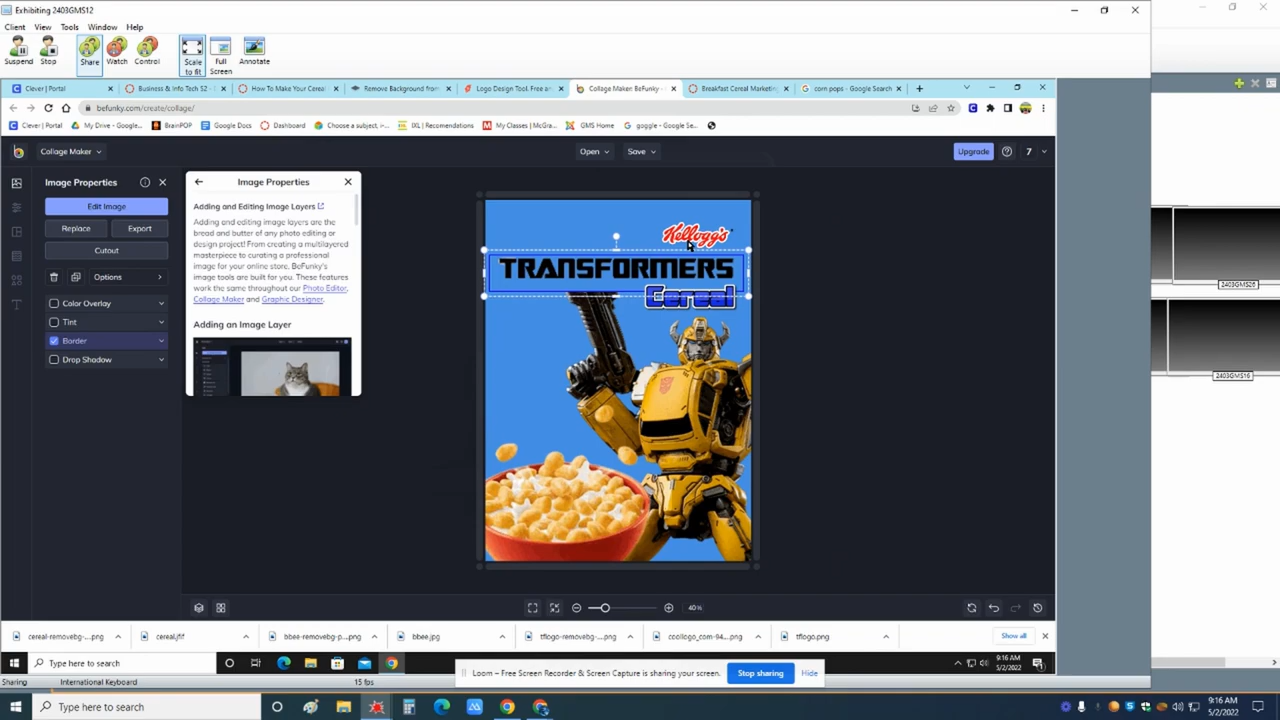 Exhibiting 2403GMS12
Client View Tools Window Help
Suspend Stop Share Watch Control Scale to fit Full Screen Annotate
Clever | Portal Business & Info Tech S2 - How To Make Your Cereal Remove Background from Logo Design Tool. Free an Collage Maker: BeFunky - Breakfast Cereal Marketing corn pops - Google Search
befunky.com/create/collage/
Clever | Portal My Drive - Google... BrainPOP Google Docs Dashboard Choose a subject, i... IXL | Recomendations My Classes | McGra... GMS Home goggle - Google Se...
Collage Maker Open Save Upgrade 7
Image Properties
Edit Image
Replace Export
Cutout
Options
Color Overlay
Tint
Border
Drop Shadow
Image Properties
Adding and Editing Image Layers
Adding and editing image layers are the
bread and butter of any photo editing or
design project! From creating a multilayered
masterpiece to curating a professional
image for your online store, BeFunky's
image tools are built for you. These features
work the same throughout our Photo Editor,
Collage Maker and Graphic Designer.
Adding an Image Layer
Kellogg's
TRANSFORMERS
Cereal
2403GMS26
2403GMS16
40%
cereal-removebg-....png cereal.jfif bbee-removebg-p....png bbee.jpg tflogo-removebg-....png coollogo_com-94....png tflogo.png Show all
Type here to search 9:16 AM
5/2/2022
Loom – Free Screen Recorder & Screen Capture is sharing your screen. Stop sharing Hide
Sharing International Keyboard 15 fps
Type here to search 9:16 AM
5/2/2022